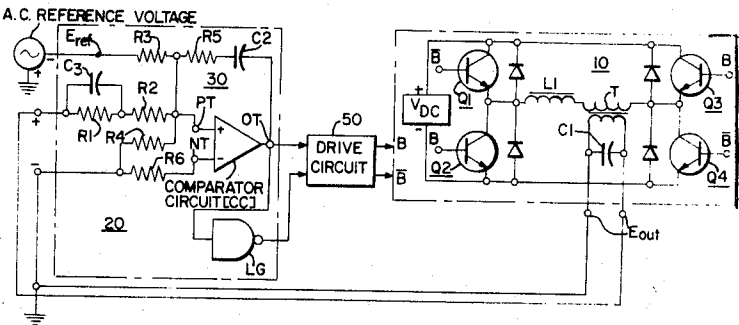 A.C. REFERENCE VOLTAGE
Eref
R3
R5
C2
30
C3
R1
R2
R4
R6
PT
NT
OT
+
-
COMPARATOR
CIRCUIT [CC]
20
LG
50
DRIVE
CIRCUIT
B
B̅
10
B̅
Q1
B
Q2
+
VDC
-
L1
T
C1
B
Q3
B̅
Q4
Eout